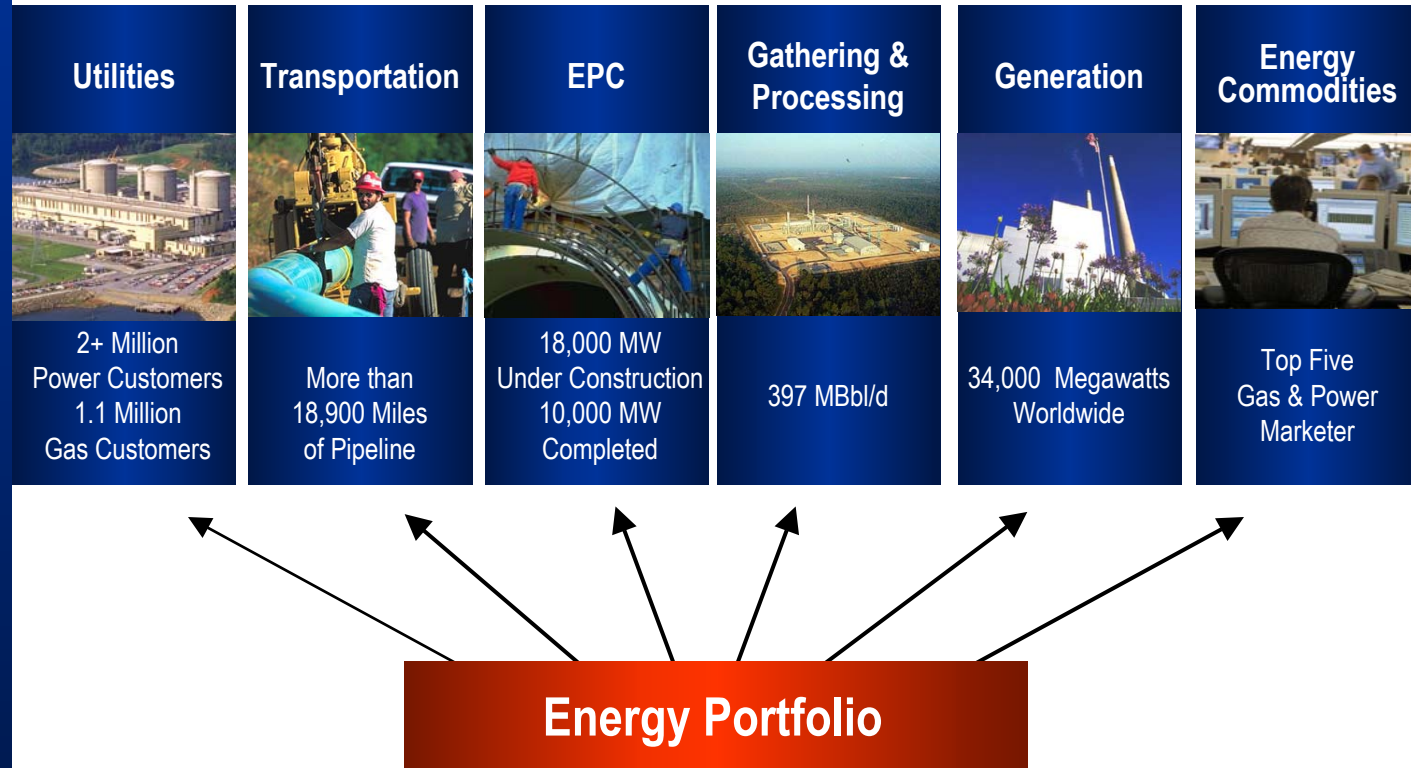 Utilities
2+ Million
Power Customers
1.1 Million
Gas Customers
Transportation
More than
18,900 Miles
of Pipeline
EPC
18,000 MW
Under Construction
10,000 MW
Completed
Gathering &
Processing
397 MBbl/d
Generation
34,000 Megawatts
Worldwide
Energy
Commodities
Top Five
Gas & Power
Marketer
Energy Portfolio